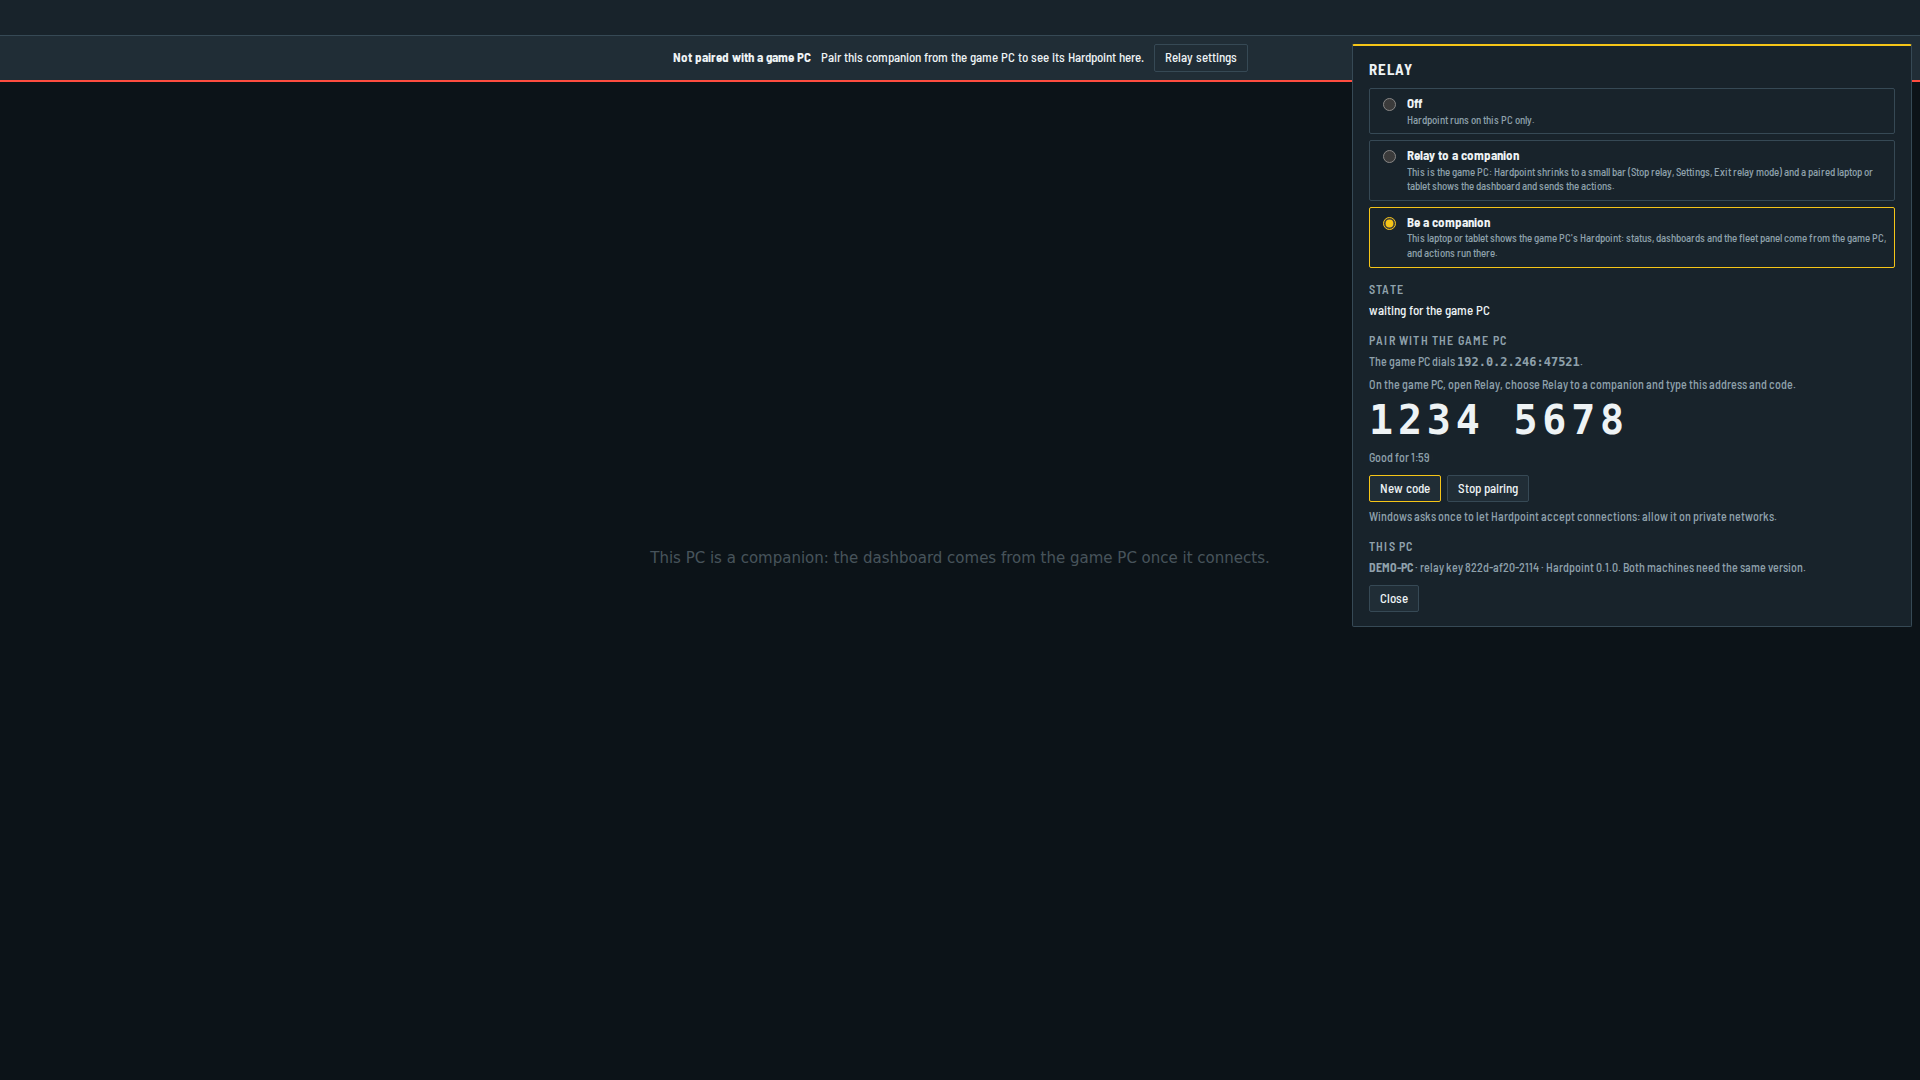 Not paired with a game PC Pair this companion from the game PC to see its Hardpoint here. Relay settings
RELAY
Off
Hardpoint runs on this PC only.
Relay to a companion
This is the game PC: Hardpoint shrinks to a small bar (Stop relay, Settings, Exit relay mode) and a paired laptop or
tablet shows the dashboard and sends the actions.
Be a companion
This laptop or tablet shows the game PC's Hardpoint: status, dashboards and the fleet panel come from the game PC,
and actions run there.
STATE
waiting for the game PC
PAIR WITH THE GAME PC
The game PC dials 192.0.2.246:47521.
On the game PC, open Relay, choose Relay to a companion and type this address and code.
1234 5678
Good for 1:59
New code Stop pairing
Windows asks once to let Hardpoint accept connections: allow it on private networks.
This PC is a companion: the dashboard comes from the game PC once it connects.
THIS PC
DEMO-PC · relay key 822d-af20-2114 · Hardpoint 0.1.0. Both machines need the same version.
Close